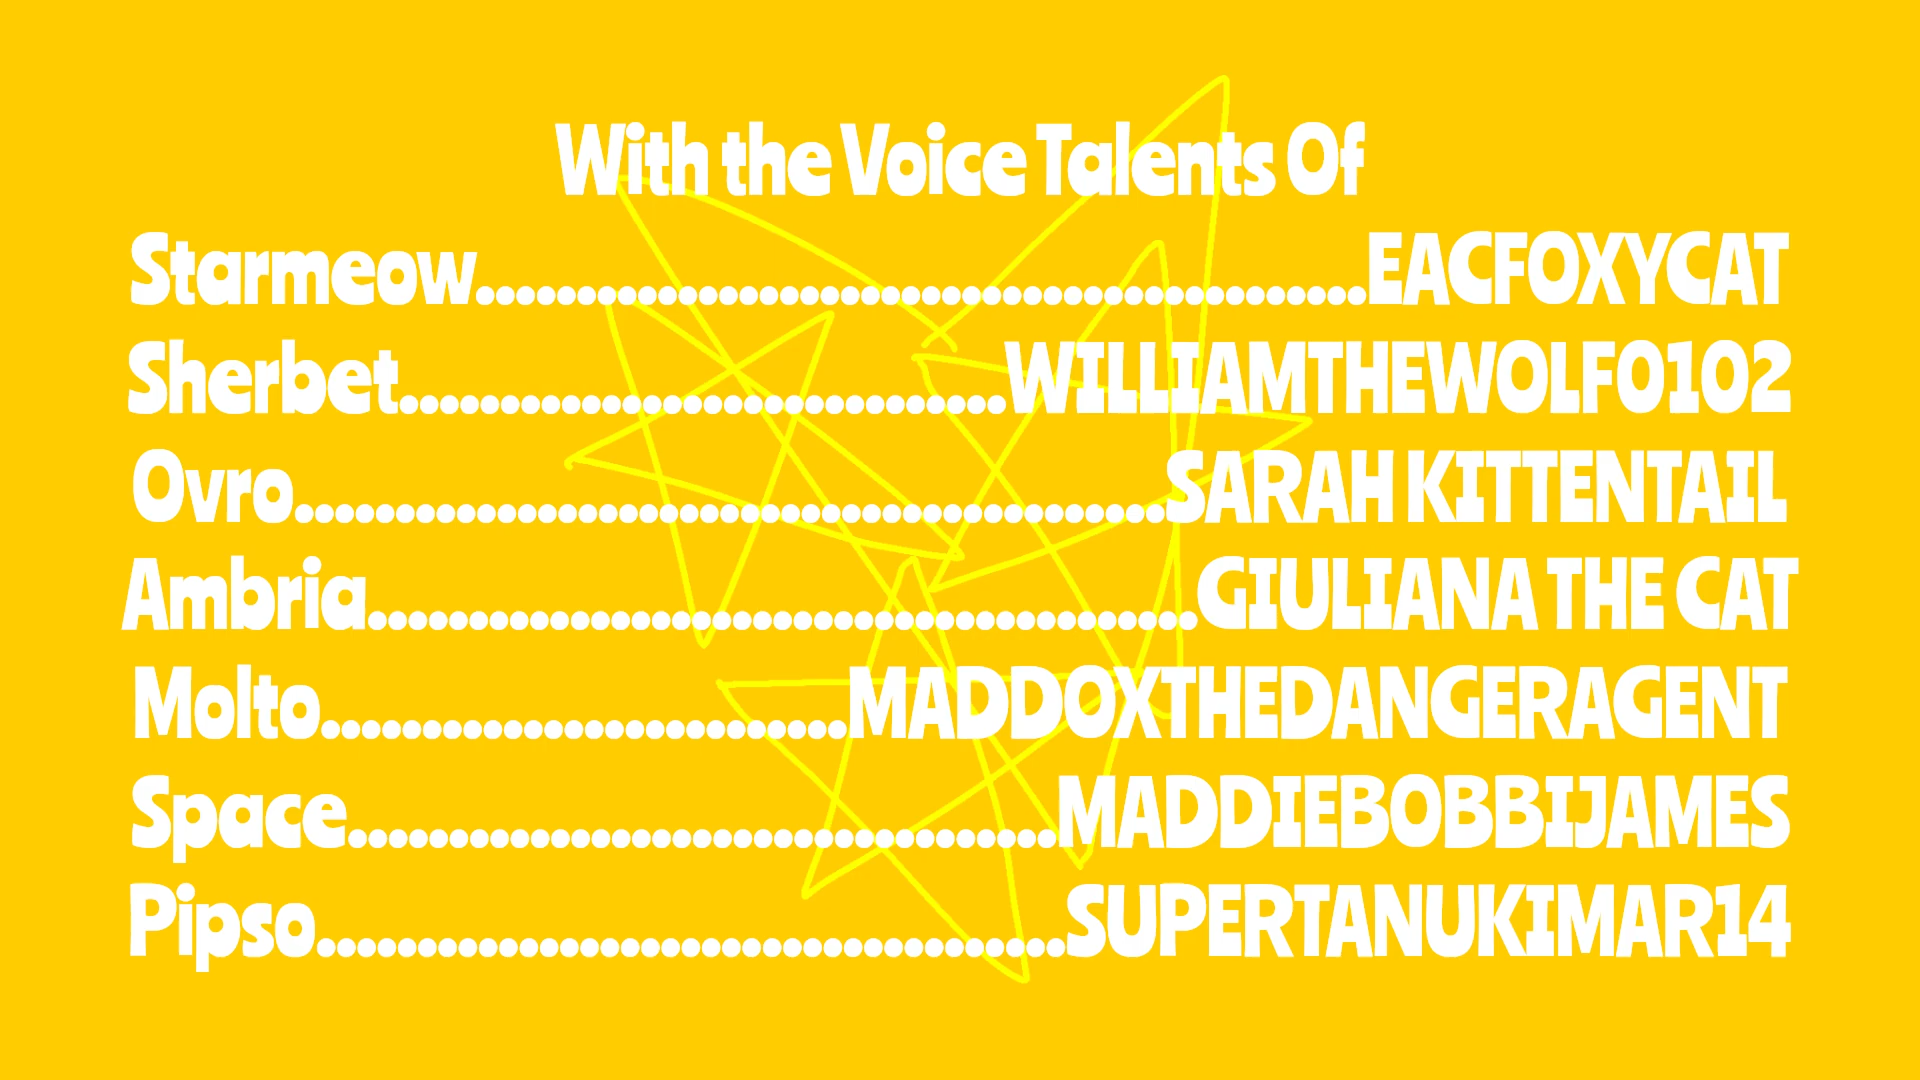 With the Voice Talents Of
Starmeow............................................EACFOXYCAT
Sherbet..............................WILLIAMTHEWOLF0102
Ovro...........................................SARAH KITTENTAIL
Ambria.........................................GIULIANA THE CAT
Molto..........................MADDOXTHEDANGERAGENT
Space...................................MADDIEBOBBIJAMES
Pipso.....................................SUPERTANUKIMAR14